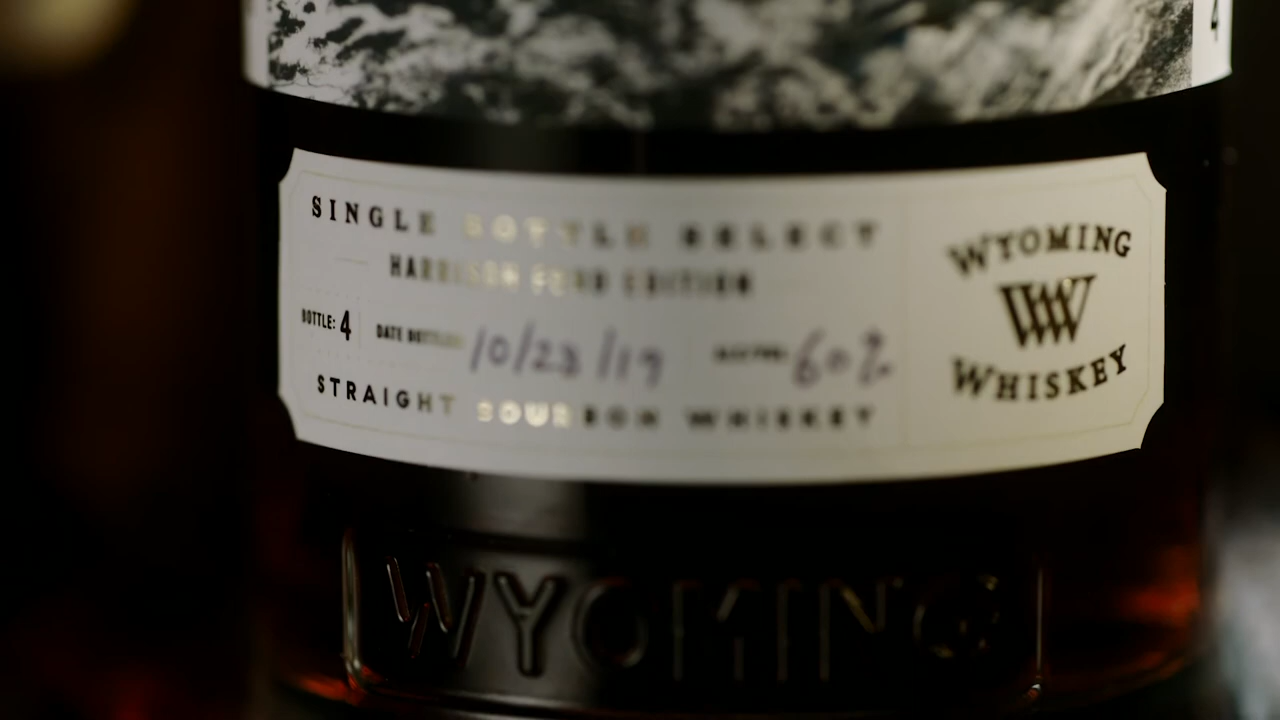 4
SINGLE BOTTLE SELECT
HARRISON FORD EDITION
BOTTLE: 4 DATE BOTTLED: 10/23/19 60%
STRAIGHT BOURBON WHISKEY
WYOMING
W
WHISKEY
WYOMING